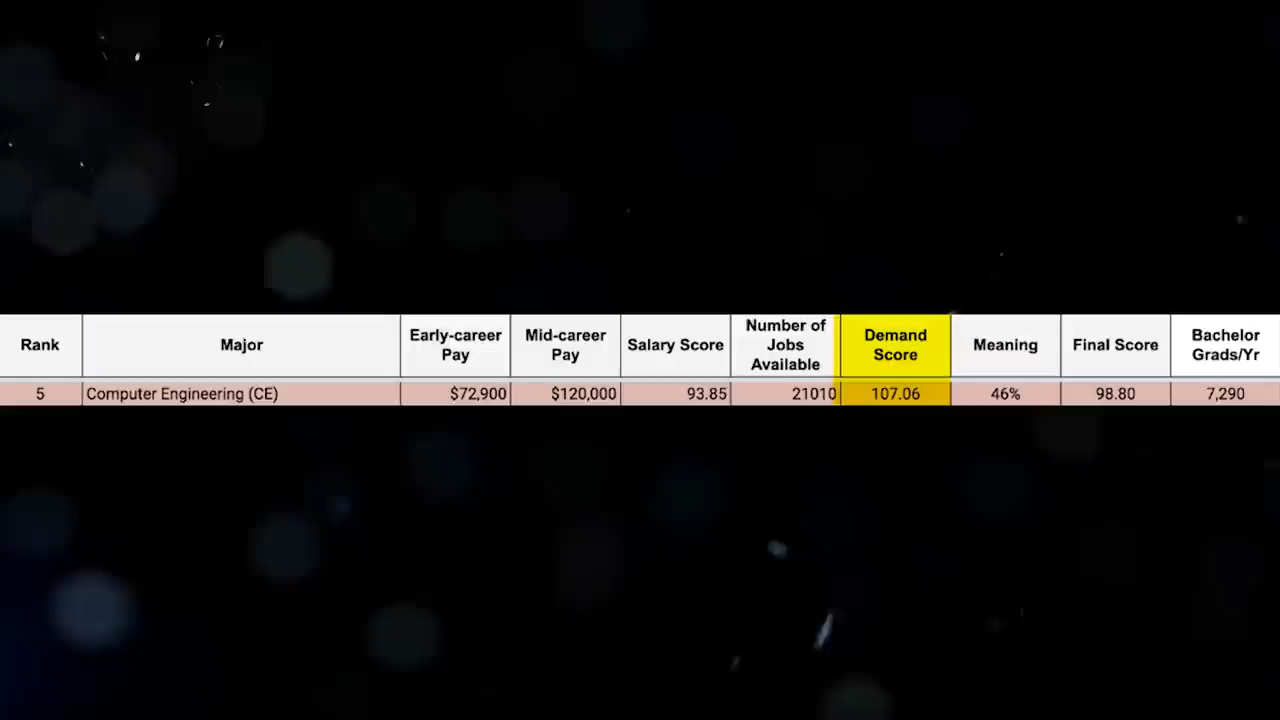 Rank Major Early-career Pay Mid-career Pay Salary Score Number of Jobs Available Demand Score Meaning Final Score Bachelor Grads/Yr
5 Computer Engineering (CE) $72,900 $120,000 93.85 21010 107.06 46% 98.80 7,290